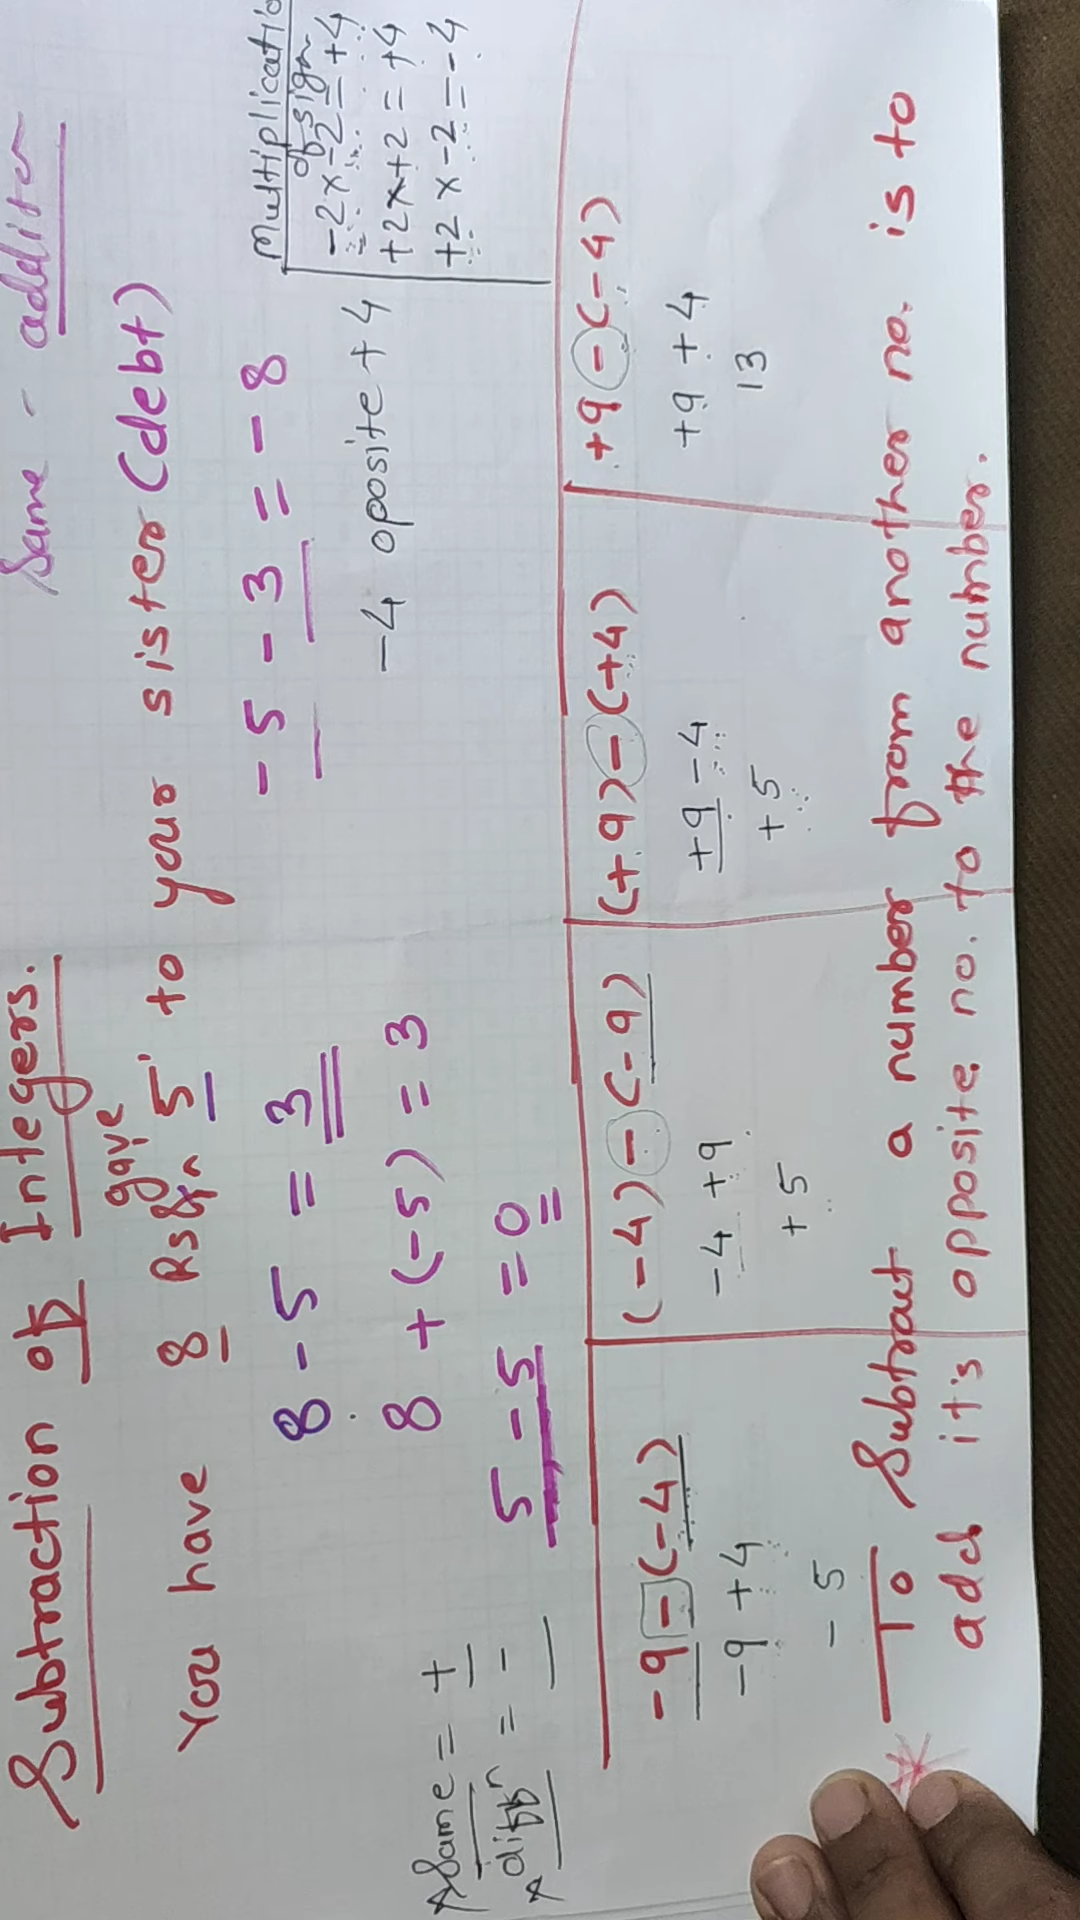 Subtraction of Integers.
Same - additon
You have 8 Rs & gave 5 to your sister (debt)
8 - 5 = 3
- 5 - 3 = - 8
8 + (-5) = 3
-4 oposite + 4
5 - 5 = 0
Same = +
diffⁿ = -
Multiplicatio
of sign
-2 x -2 = +4
+2 x +2 = +4
+2 x -2 = -4
-9 - (-4)
-9 +4
- 5
(-4) - (-9)
-4 +9
+ 5
(+9) - (+4)
+9 -4
+ 5
+9 - (-4)
+9 + 4
13
* To Subtract a number from another no. is to
add it's opposite no. to the number.